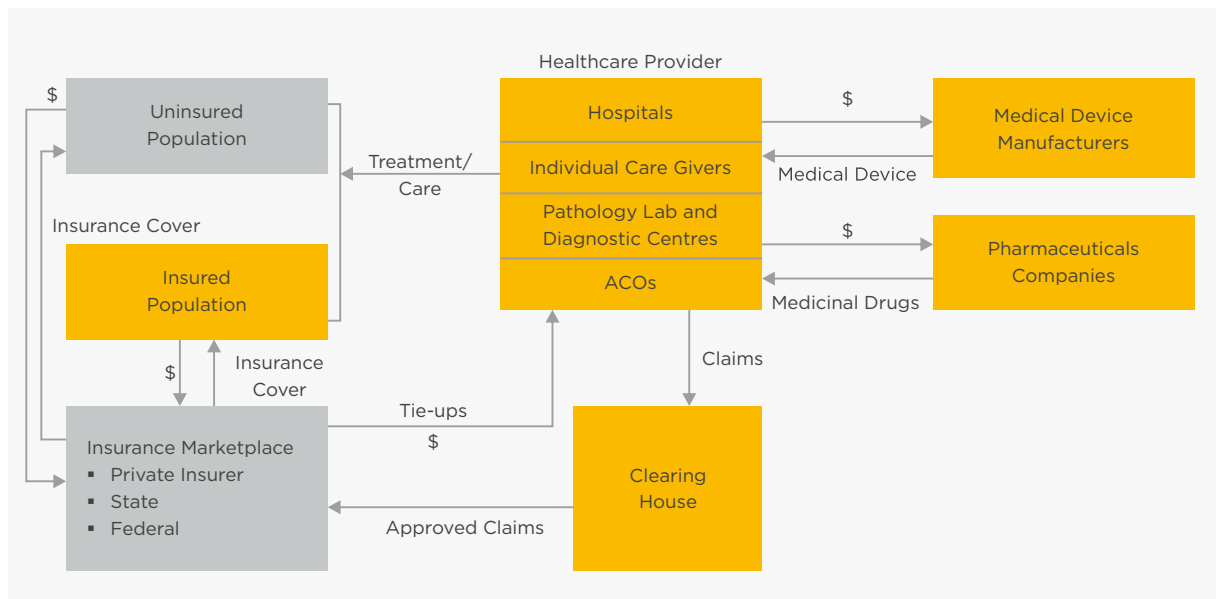 Healthcare Provider
$
Uninsured
Population
Hospitals
$
Medical Device
Manufacturers
Treatment/
Care
Individual Care Givers
Medical Device
Insurance Cover
Pathology Lab and
Diagnostic Centres
$
Pharmaceuticals
Companies
Insured
Population
ACOs
Medicinal Drugs
$
Insurance
Cover
Claims
Tie-ups
$
Insurance Marketplace
▪ Private Insurer
▪ State
▪ Federal
Clearing
House
Approved Claims